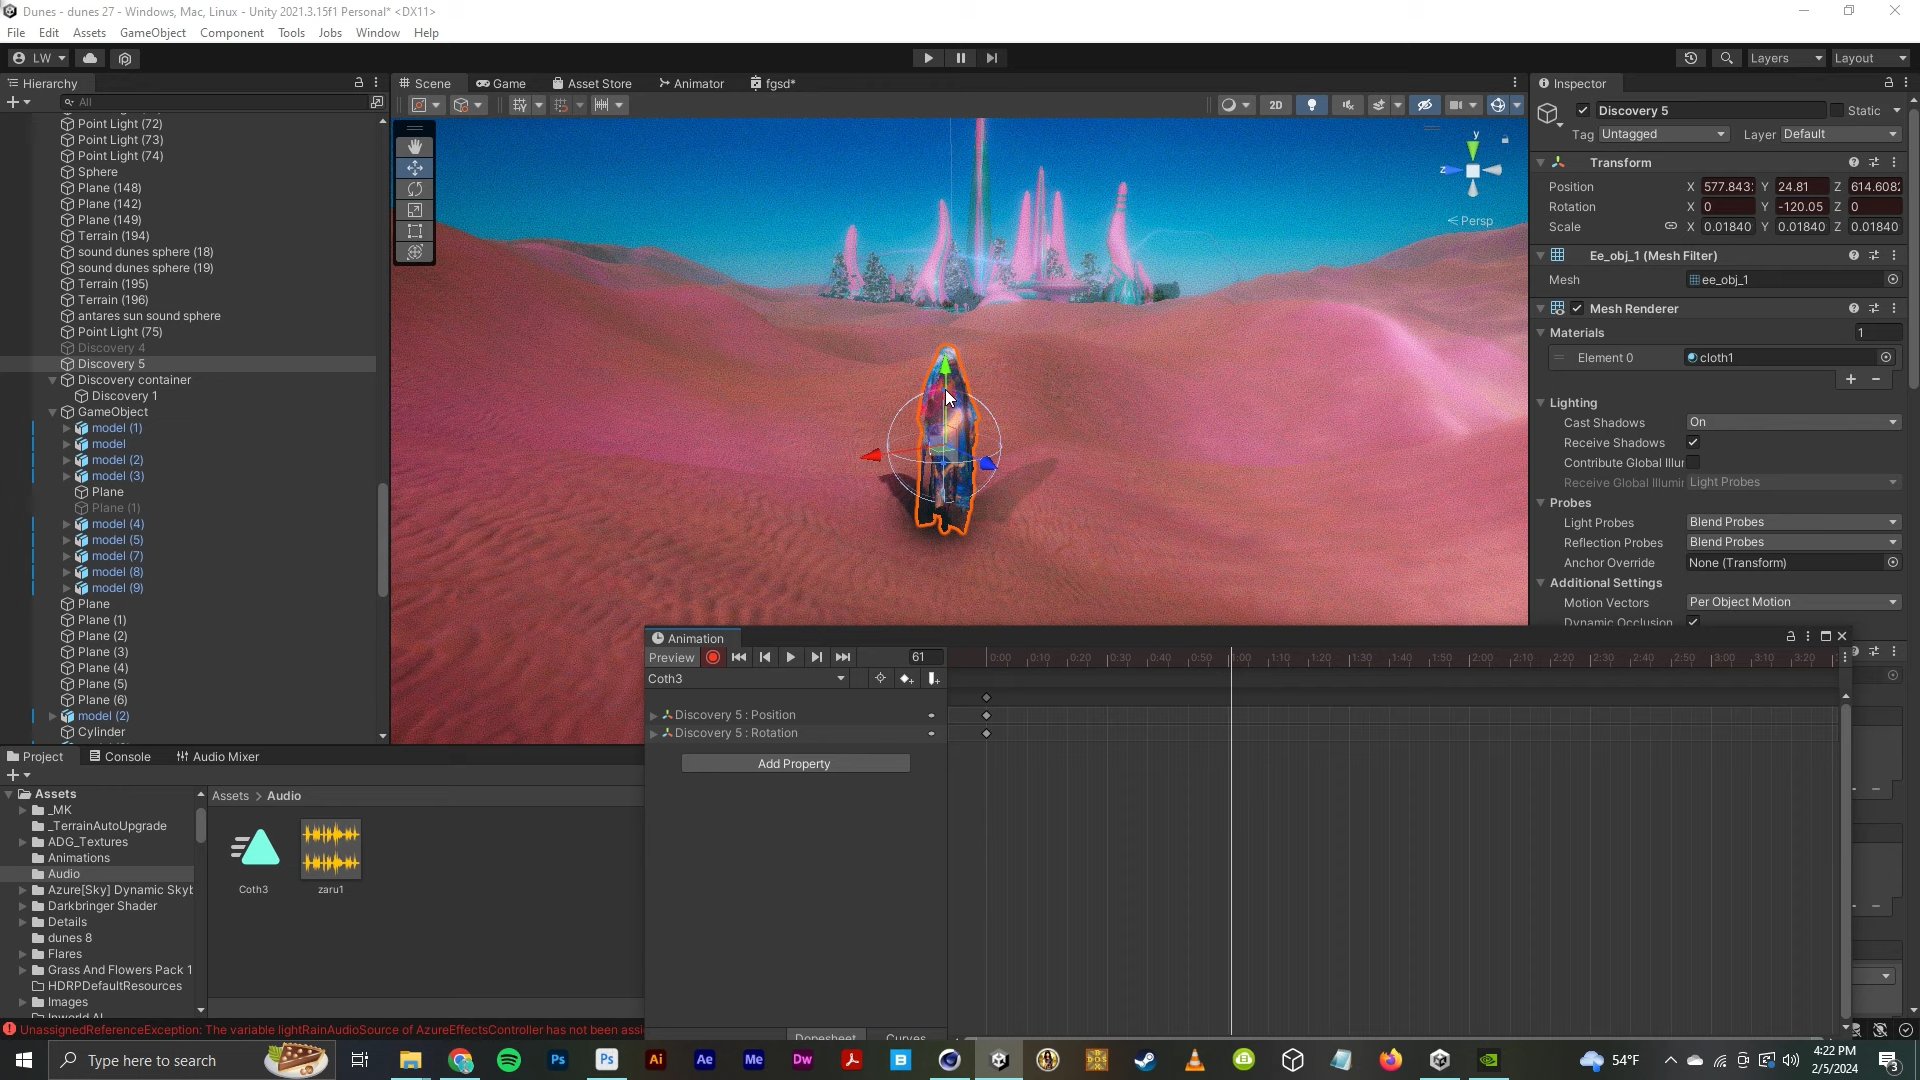 Dunes - dunes 27 - Windows, Mac, Linux - Unity 2021.3.15f1 Personal* <DX11>
File Edit Assets GameObject Component Tools Jobs Window Help
LW Layers Layout
Hierarchy
All
Point Light (72)
Point Light (73)
Point Light (74)
Sphere
Plane (148)
Plane (142)
Plane (149)
Terrain (194)
sound dunes sphere (18)
sound dunes sphere (19)
Terrain (195)
Terrain (196)
antares sun sound sphere
Point Light (75)
Discovery 4
Discovery 5
Discovery container
Discovery 1
GameObject
model (1)
model
model (2)
model (3)
Plane
Plane (1)
model (4)
model (5)
model (7)
model (8)
model (9)
Plane
Plane (1)
Plane (2)
Plane (3)
Plane (4)
Plane (5)
Plane (6)
model (2)
Cylinder
Scene Game Asset Store Animator fgsd*
2D
y
z
Persp
Inspector
Discovery 5 Static
Tag Untagged Layer Default
Transform
Position X 577.843 Y 24.81 Z 614.608
Rotation X 0 Y -120.05 Z 0
Scale X 0.01840 Y 0.01840 Z 0.01840
Ee_obj_1 (Mesh Filter)
Mesh ee_obj_1
Mesh Renderer
Materials 1
Element 0 cloth1
Lighting
Cast Shadows On
Receive Shadows
Contribute Global Illur
Receive Global Illumir Light Probes
Probes
Light Probes Blend Probes
Reflection Probes Blend Probes
Anchor Override None (Transform)
Additional Settings
Motion Vectors Per Object Motion
Dynamic Occlusion
Animation
Preview 61 0:00 0:10 0:20 0:30 0:40 0:50 1:00 1:10 1:20 1:30 1:40 1:50 2:00 2:10 2:20 2:30 2:40 2:50 3:00 3:10 3:20
Coth3
Discovery 5 : Position
Discovery 5 : Rotation
Add Property
Dopesheet Curves
Project Console Audio Mixer
Assets
_MK
_TerrainAutoUpgrade
ADG_Textures
Animations
Audio
Azure[Sky] Dynamic Skyb
Darkbringer Shader
Details
dunes 8
Flares
Grass And Flowers Pack 1
HDRPDefaultResources
Images
Inworld AI
Assets > Audio
Coth3 zaru1
UnassignedReferenceException: The variable lightRainAudioSource of AzureEffectsController has not been assi
Type here to search
Ps Ps Ai Ae Me Dw
54°F
4:22 PM
2/5/2024
3